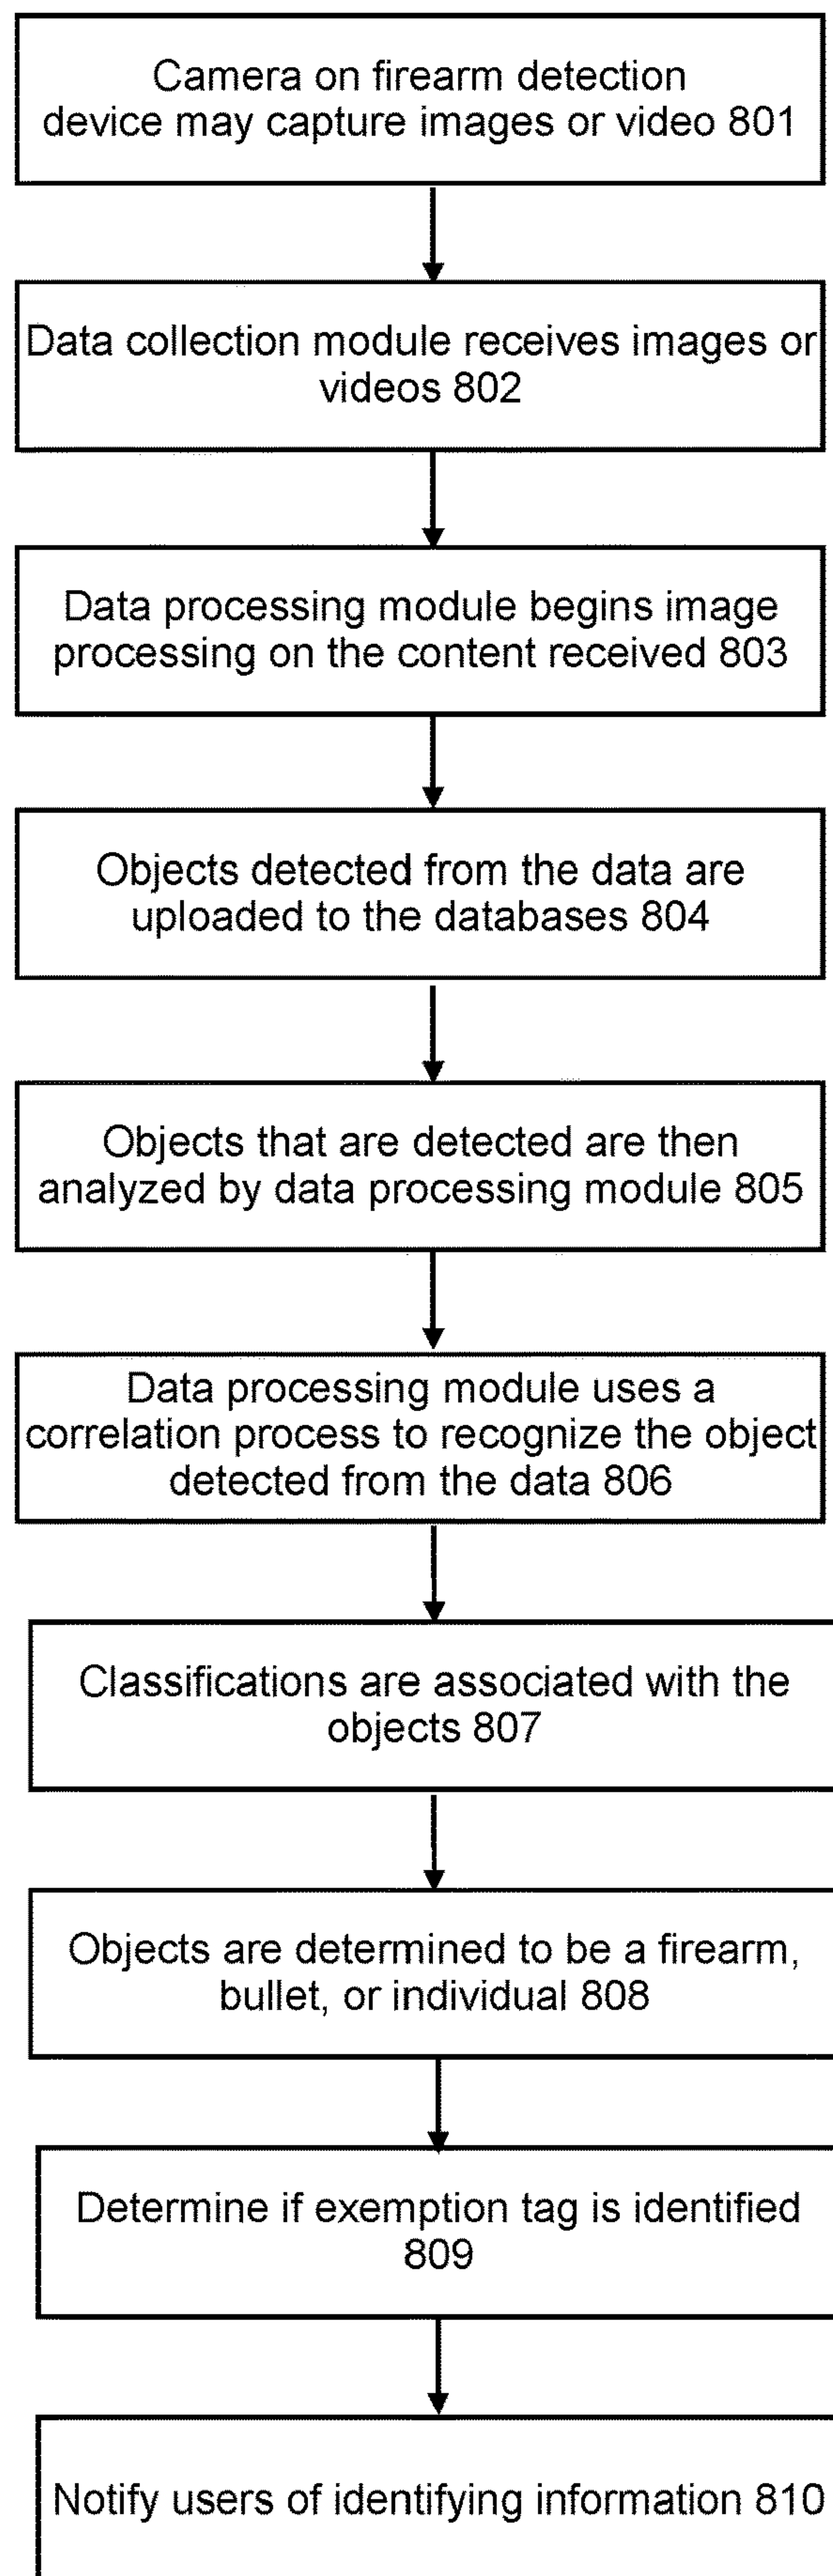 Camera on firearm detection
device may capture images or video 801
Data collection module receives images or
videos 802
Data processing module begins image
processing on the content received 803
Objects detected from the data are
uploaded to the databases 804
Objects that are detected are then
analyzed by data processing module 805
Data processing module uses a
correlation process to recognize the object
detected from the data 806
Classifications are associated with the
objects 807
Objects are determined to be a firearm,
bullet, or individual 808
Determine if exemption tag is identified
809
Notify users of identifying information 810